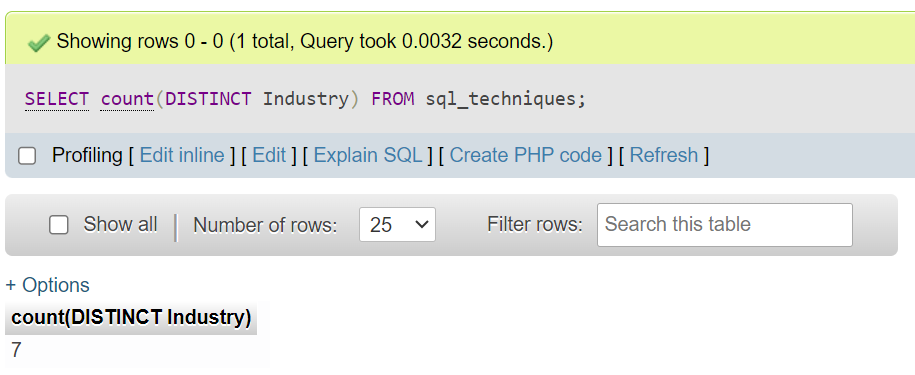 Showing rows 0 - 0 (1 total, Query took 0.0032 seconds.)
SELECT count(DISTINCT Industry) FROM sql_techniques;
Profiling [ Edit inline ] [ Edit ] [ Explain SQL ] [ Create PHP code ] [ Refresh ]
Show all | Number of rows: 25 Filter rows: Search this table
+ Options
count(DISTINCT Industry)
7